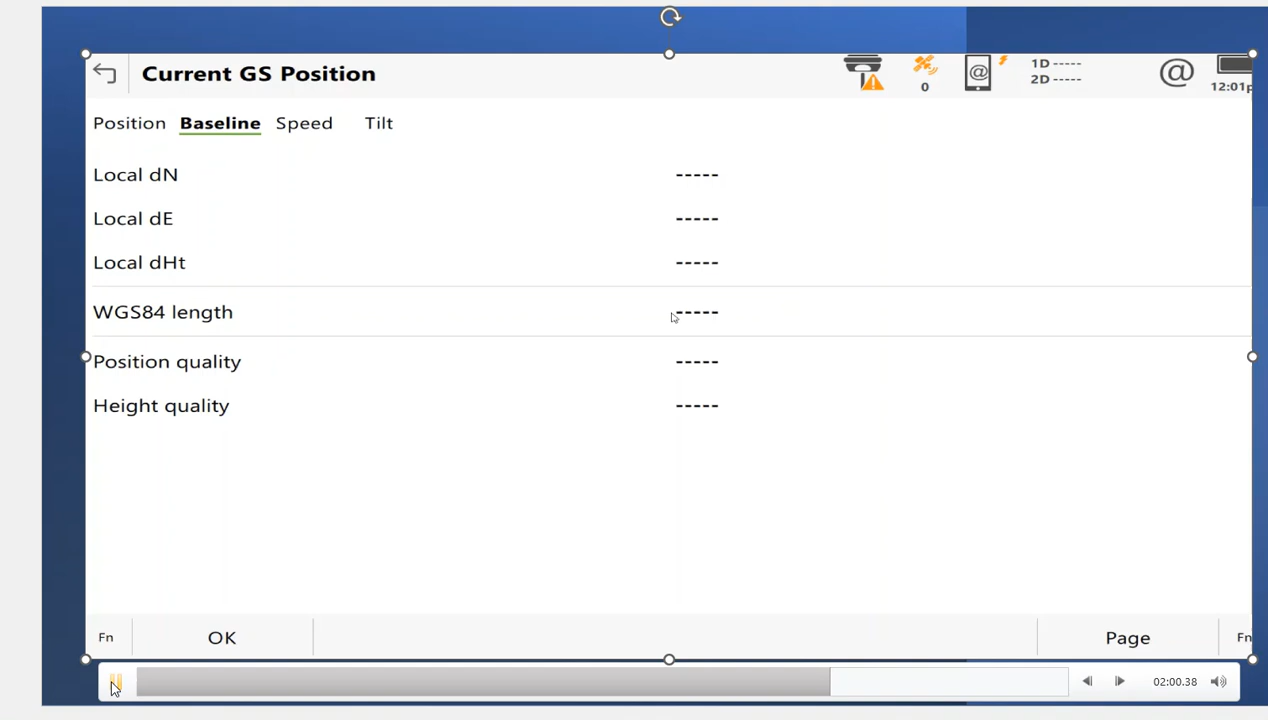 Current GS Position
0
@
1D -----
2D -----
@
12:01p
Position Baseline Speed Tilt
Local dN -----
Local dE -----
Local dHt -----
WGS84 length -----
Position quality -----
Height quality -----
Fn OK Page Fn
02:00.38